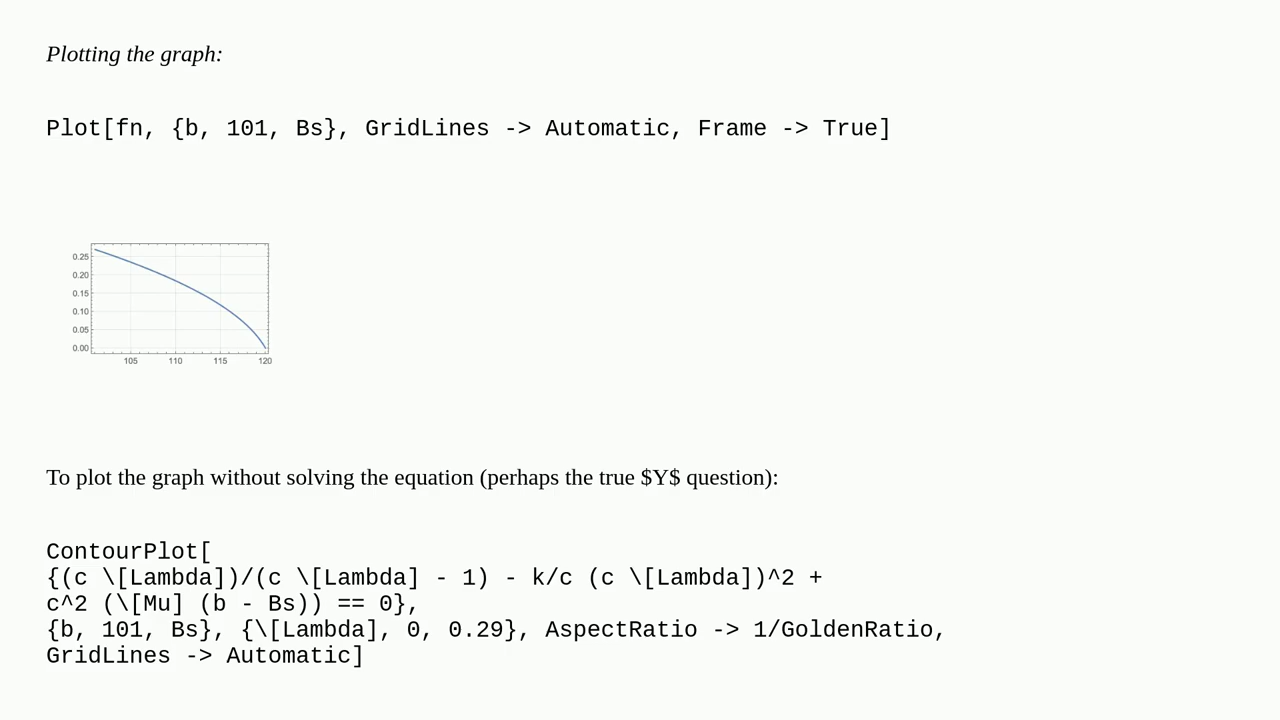 Plotting the graph:
Plot[fn, {b, 101, Bs}, GridLines -> Automatic, Frame -> True]
0.25
0.20
0.15
0.10
0.05
0.00
105 110 115 120
To plot the graph without solving the equation (perhaps the true $Y$ question):
ContourPlot[
{(c \[Lambda])/(c \[Lambda] - 1) - k/c (c \[Lambda])^2 +
c^2 (\[Mu] (b - Bs)) == 0},
{b, 101, Bs}, {\[Lambda], 0, 0.29}, AspectRatio -> 1/GoldenRatio,
GridLines -> Automatic]